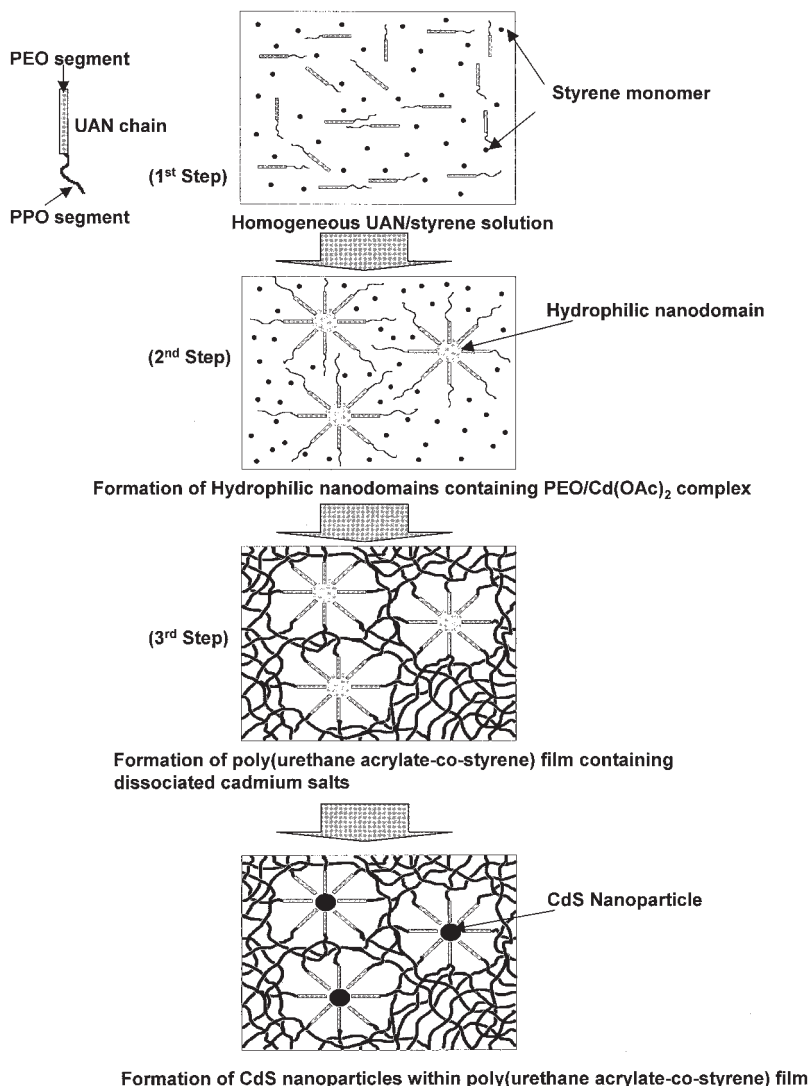 PEO segment
UAN chain
PPO segment
Styrene monomer
(1st Step)
Homogeneous UAN/styrene solution
Hydrophilic nanodomain
(2nd Step)
Formation of Hydrophilic nanodomains containing PEO/Cd(OAc)2 complex
(3rd Step)
Formation of poly(urethane acrylate-co-styrene) film containing
dissociated cadmium salts
CdS Nanoparticle
Formation of CdS nanoparticles within poly(urethane acrylate-co-styrene) film